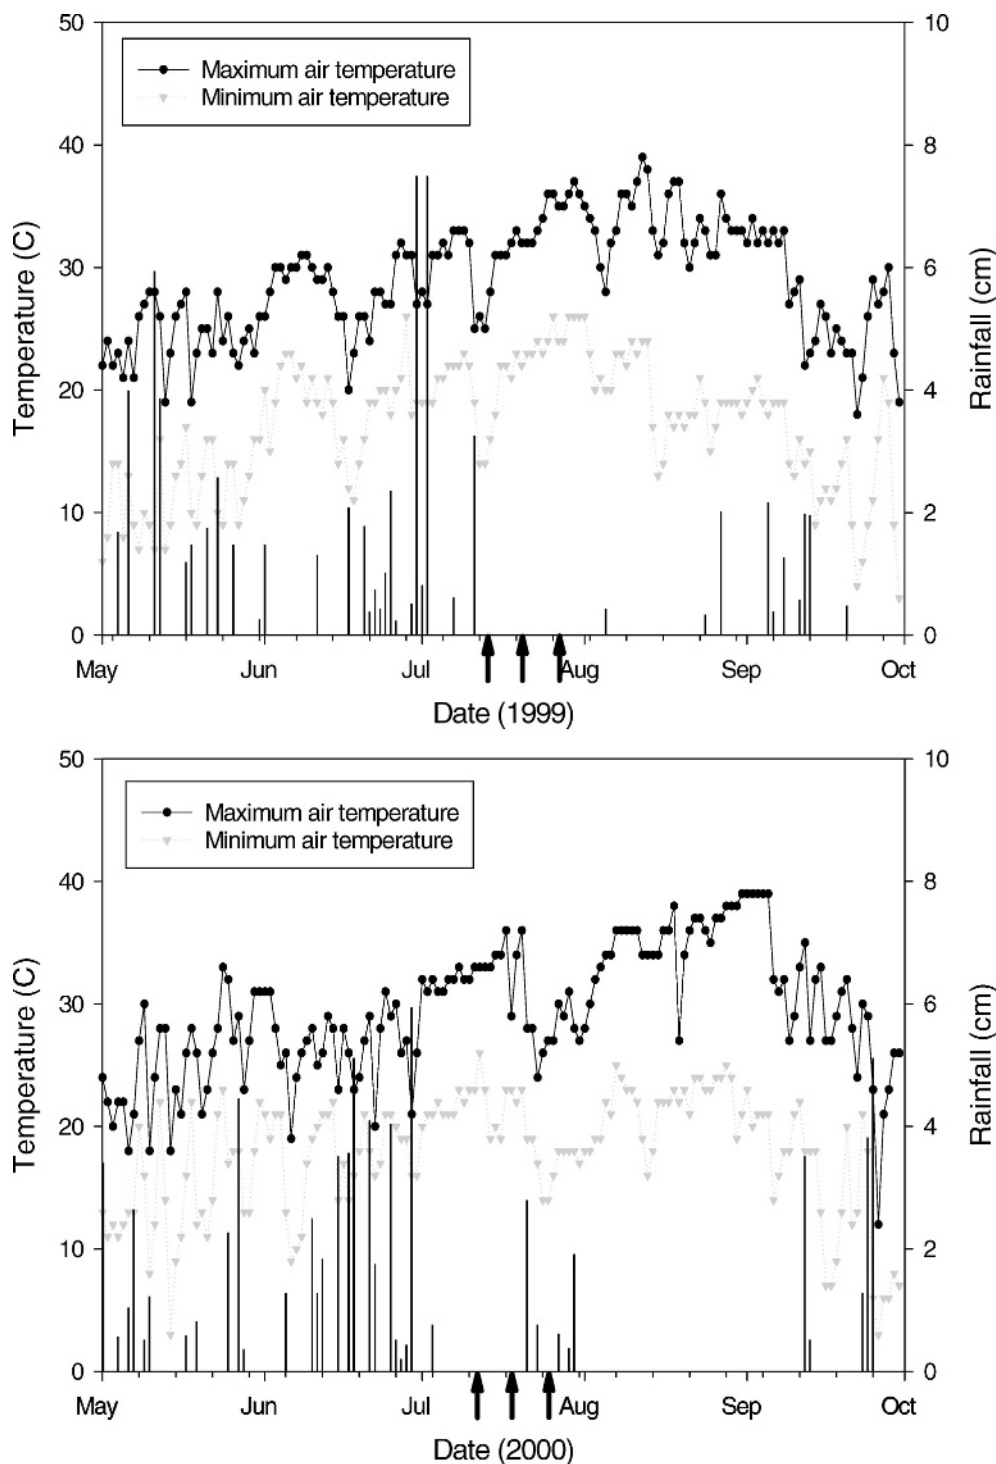 50
10
Maximum air temperature
Minimum air temperature
40
8
30
6
20
4
10
2
0
0
Temperature (C)
Rainfall (cm)
May
Jun
Jul
Aug
Sep
Oct
Date (1999)
50
10
Maximum air temperature
Minimum air temperature
40
8
30
6
20
4
10
2
0
0
Temperature (C)
Rainfall (cm)
May
Jun
Jul
Aug
Sep
Oct
Date (2000)